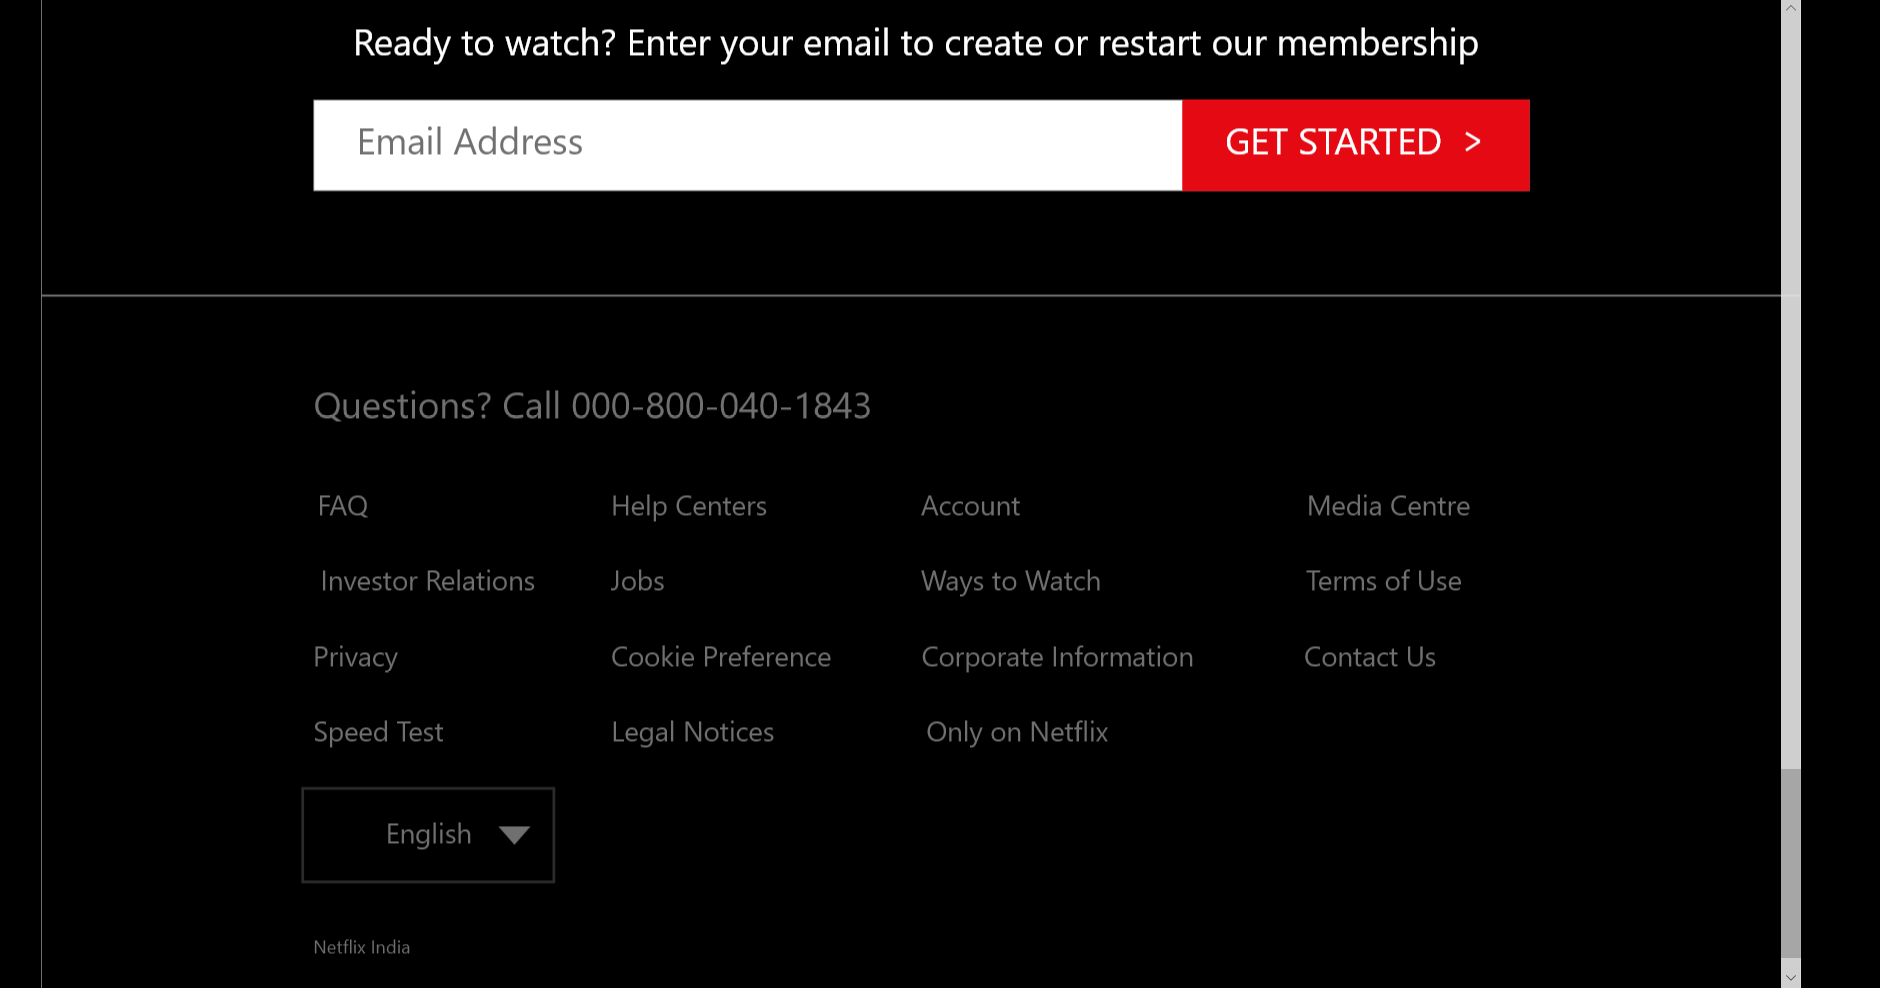 Ready to watch? Enter your email to create or restart our membership
Email Address
GET STARTED >
Questions? Call 000-800-040-1843
FAQ Help Centers Account Media Centre
Investor Relations Jobs Ways to Watch Terms of Use
Privacy Cookie Preference Corporate Information Contact Us
Speed Test Legal Notices Only on Netflix
English
Netflix India